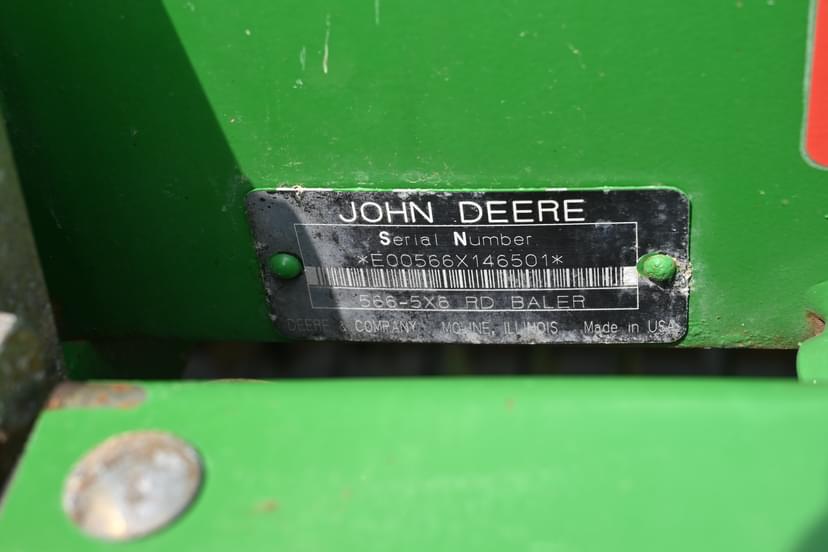 JOHN DEERE
Serial Number
*E00566X146501*
566-5X6 RD BALER
DEERE & COMPANY MOLINE, ILLINOIS Made in USA